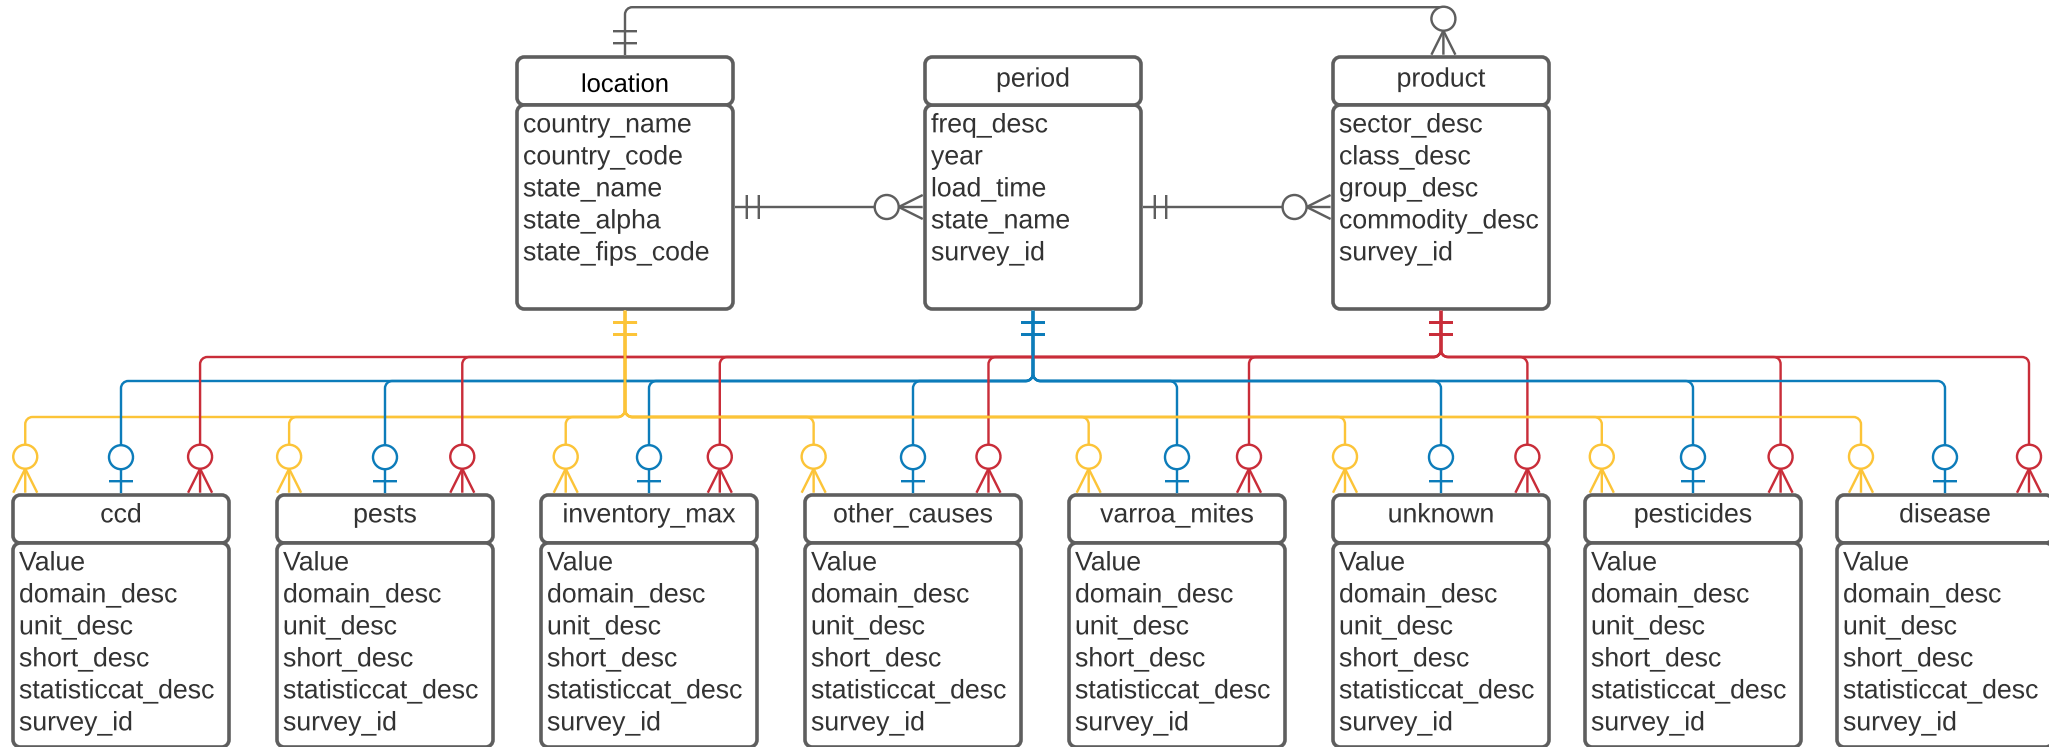 location
country_name
country_code
state_name
state_alpha
state_fips_code
period
freq_desc
year
load_time
state_name
survey_id
product
sector_desc
class_desc
group_desc
commodity_desc
survey_id
ccd
Value
domain_desc
unit_desc
short_desc
statisticcat_desc
survey_id
pests
Value
domain_desc
unit_desc
short_desc
statisticcat_desc
survey_id
inventory_max
Value
domain_desc
unit_desc
short_desc
statisticcat_desc
survey_id
other_causes
Value
domain_desc
unit_desc
short_desc
statisticcat_desc
survey_id
varroa_mites
Value
domain_desc
unit_desc
short_desc
statisticcat_desc
survey_id
unknown
Value
domain_desc
unit_desc
short_desc
statisticcat_desc
survey_id
pesticides
Value
domain_desc
unit_desc
short_desc
statisticcat_desc
survey_id
disease
Value
domain_desc
unit_desc
short_desc
statisticcat_desc
survey_id